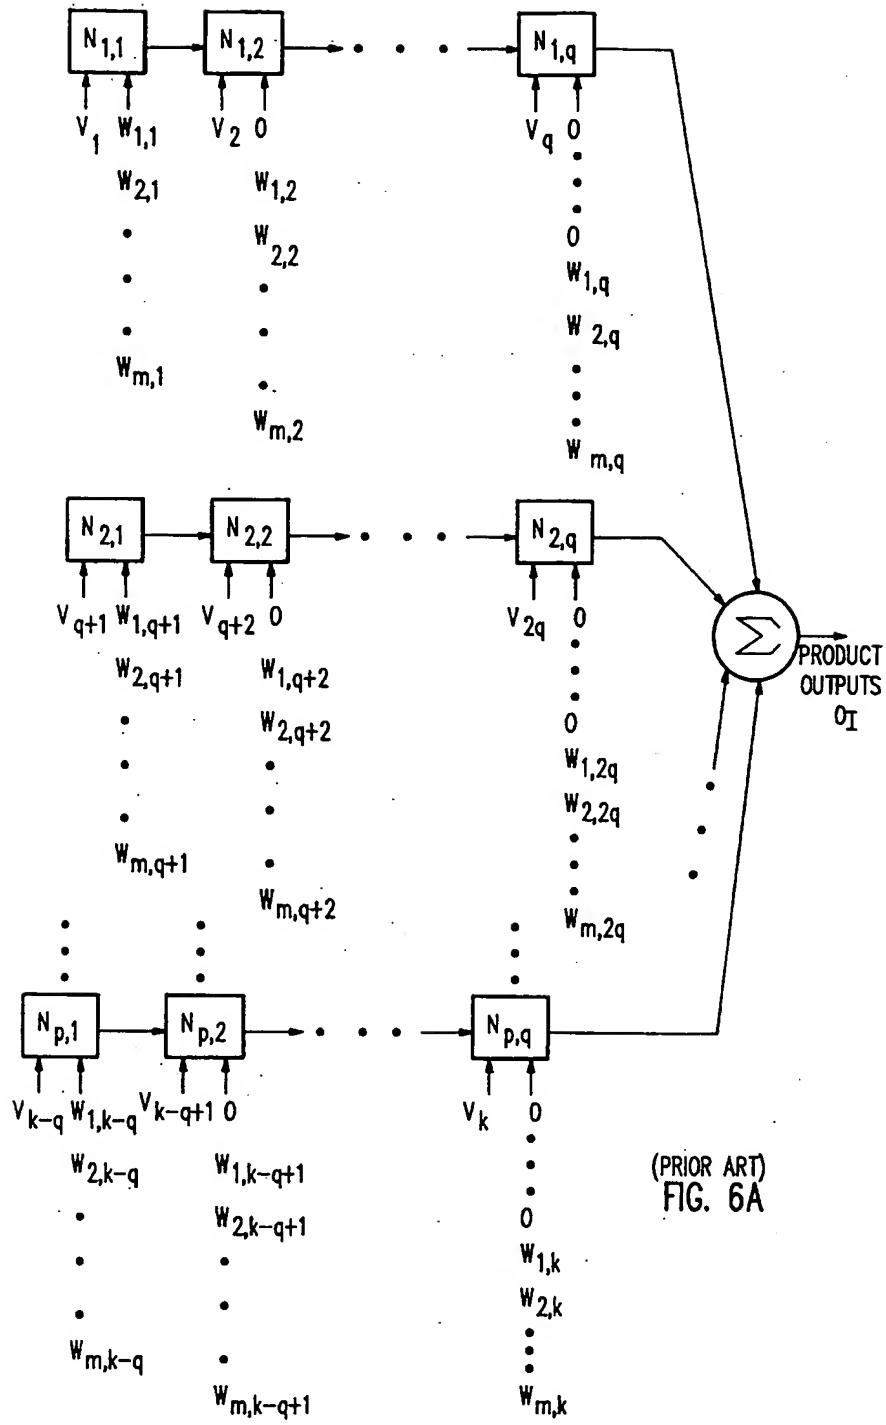 N1,1 N1,2 N1,q
V1 W1,1 V2 0 Vq 0
W2,1 W1,2
W2,2 0
W1,q
W2,q
Wm,1
Wm,2
Wm,q
N2,1 N2,2 N2,q
Vq+1 W1,q+1 Vq+2 0 V2q 0
W2,q+1 W1,q+2
W2,q+2 0
W1,2q
W2,2q
Wm,q+1
Wm,q+2
Wm,2q
Σ
PRODUCT
OUTPUTS
OI
Np,1 Np,2 Np,q
Vk-q W1,k-q Vk-q+1 0 Vk 0
W2,k-q W1,k-q+1
W2,k-q+1 0
W1,k
W2,k
Wm,k-q
Wm,k-q+1
Wm,k
(PRIOR ART)
FIG. 6A